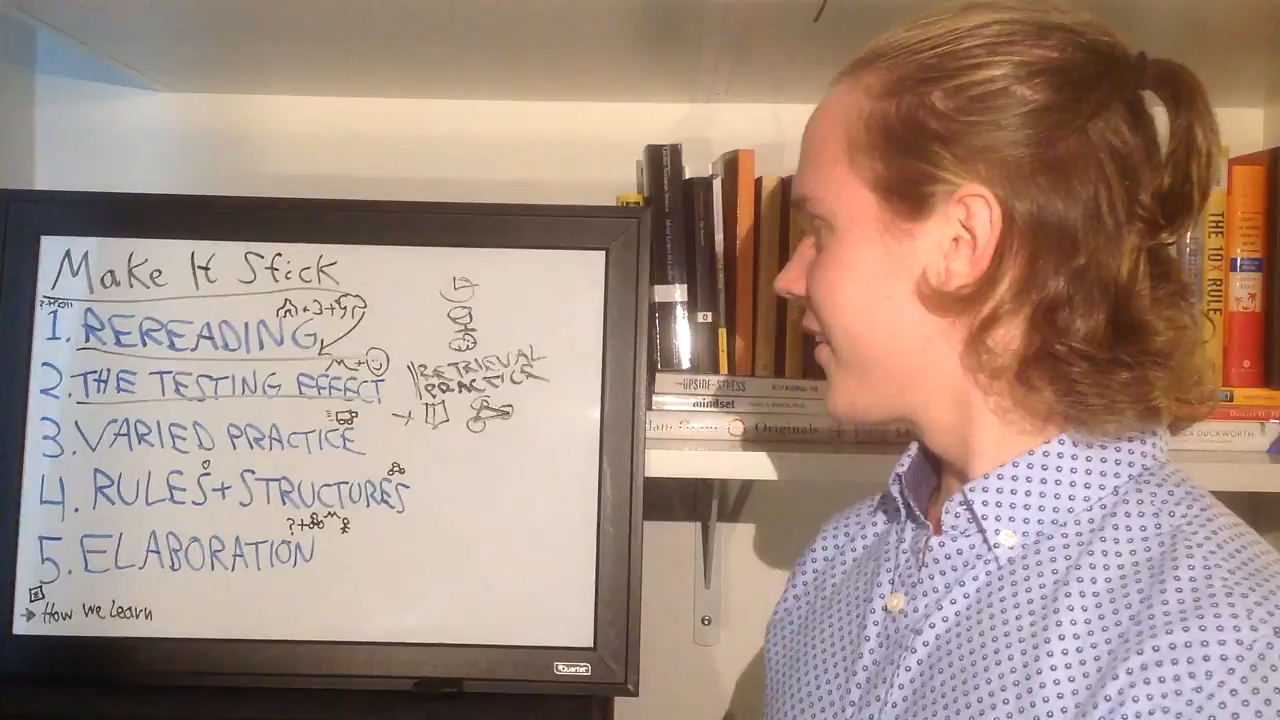 Make It Stick
1. REREADING
2. THE TESTING EFFECT
RETRIEVAL
PRACTICE
3. VARIED PRACTICE
4. RULES + STRUCTURES
5. ELABORATION
→ How we learn
Quartet
UPSIDE-STRESS
mindset
Originals
THE 10X RULE
DUCKWORTH